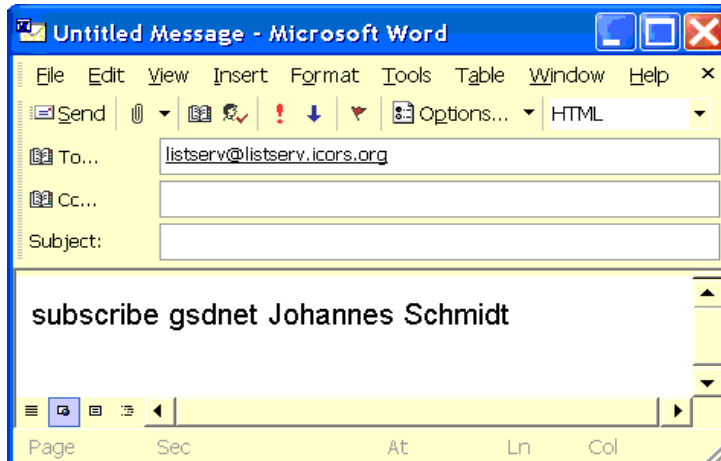 Untitled Message - Microsoft Word
File Edit View Insert Format Tools Table Window Help
Send Options... HTML
To... listserv@listserv.icors.org
Cc...
Subject:
subscribe gsdnet Johannes Schmidt
Page Sec At Ln Col